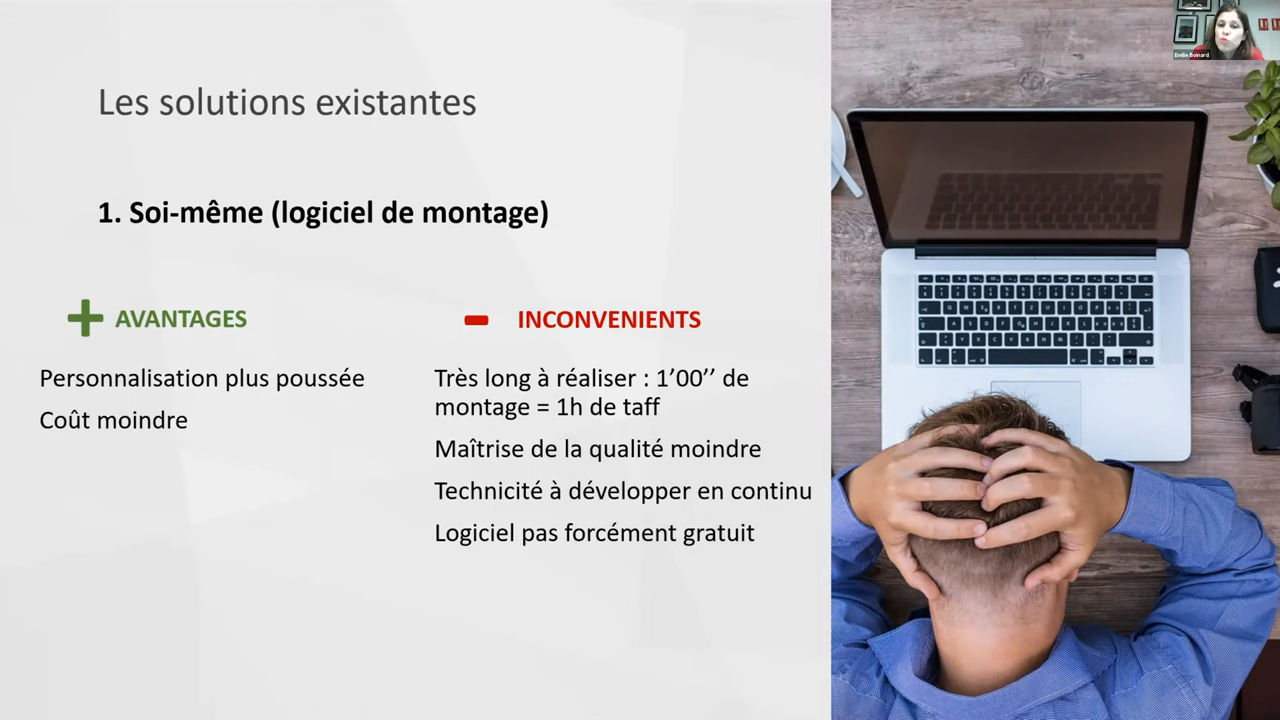 Les solutions existantes
1. Soi-même (logiciel de montage)
AVANTAGES
Personnalisation plus poussée
Coût moindre
INCONVENIENTS
Très long à réaliser : 1’00’’ de
montage = 1h de taff
Maîtrise de la qualité moindre
Technicité à développer en continu
Logiciel pas forcément gratuit
Emilie Boinard